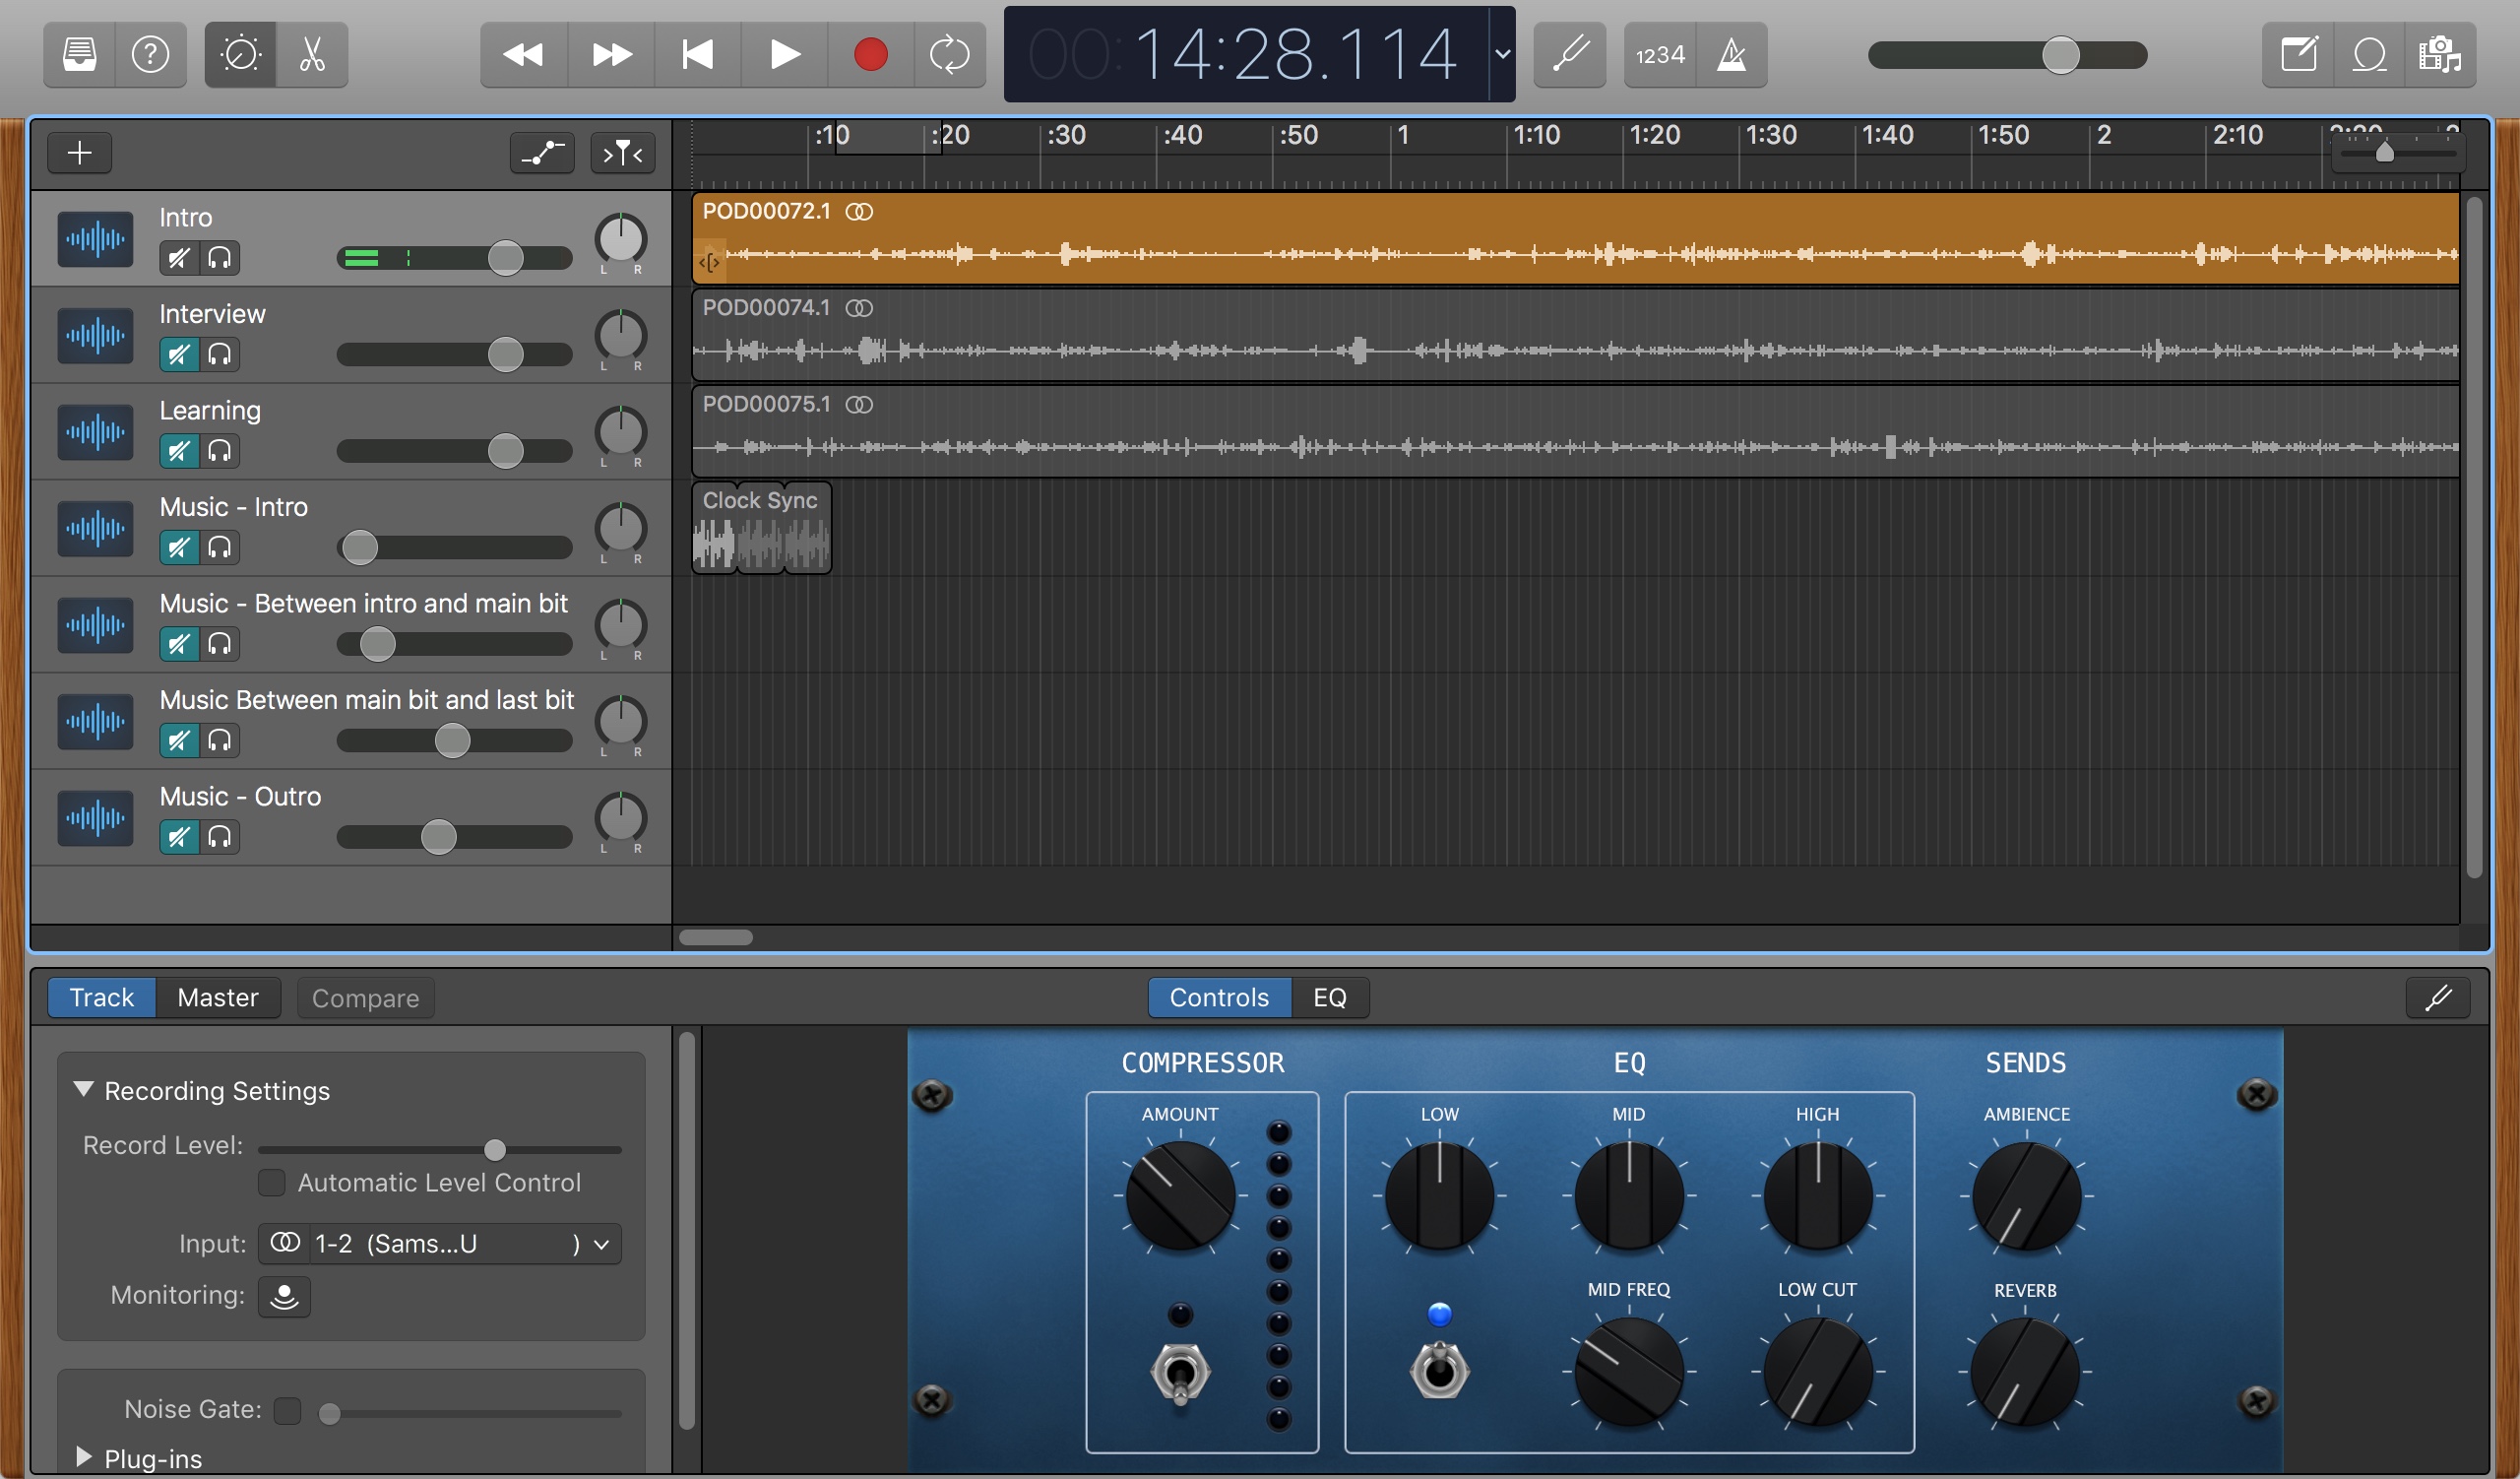 00:14:28.114
1234
:10 :20 :30 :40 :50 1 1:10 1:20 1:30 1:40 1:50 2 2:10
Intro
L R
POD00072.1
Interview
L R
POD00074.1
Learning
L R
POD00075.1
Music - Intro
L R
Clock Sync
Music - Between intro and main bit
L R
Music Between main bit and last bit
L R
Music - Outro
L R
Track Master Compare
Controls EQ
Recording Settings
Record Level:
Automatic Level Control
Input: 1-2 (Sams...U )
Monitoring:
Noise Gate:
Plug-ins
COMPRESSOR EQ SENDS
AMOUNT LOW MID HIGH AMBIENCE
MID FREQ LOW CUT REVERB